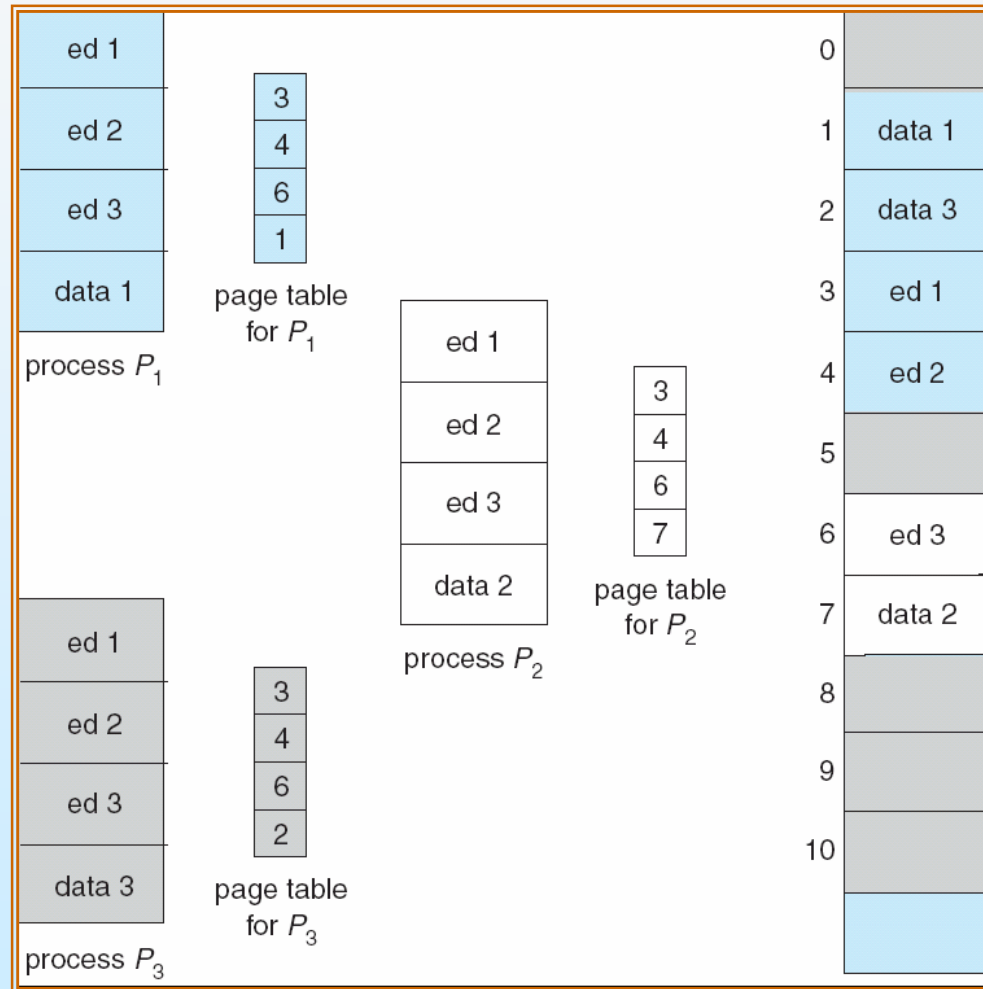 ed 1
ed 2
ed 3
data 1
process P1
3
4
6
1
page table
for P1
ed 1
ed 2
ed 3
data 2
process P2
3
4
6
7
page table
for P2
ed 1
ed 2
ed 3
data 3
process P3
3
4
6
2
page table
for P3
0
1 data 1
2 data 3
3 ed 1
4 ed 2
5
6 ed 3
7 data 2
8
9
10